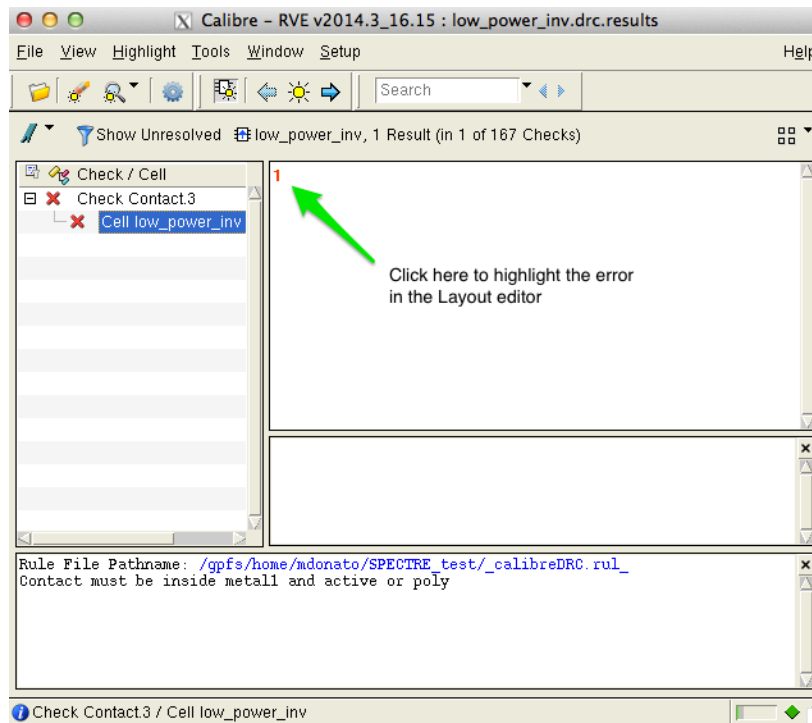 X Calibre - RVE v2014.3_16.15 : low_power_inv.drc.results
File View Highlight Tools Window Setup Help
Search
Show Unresolved low_power_inv, 1 Result (in 1 of 167 Checks)
Check / Cell
Check Contact.3
Cell low_power_inv
1
Click here to highlight the error
in the Layout editor
Rule File Pathname: /gpfs/home/mdonato/SPECTRE_test/_calibreDRC.rul_
Contact must be inside metal1 and active or poly
Check Contact.3 / Cell low_power_inv